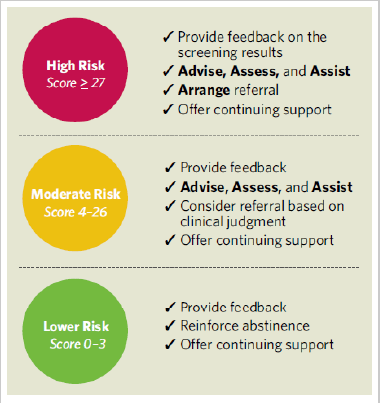 High Risk
Score ≥ 27
✓ Provide feedback on the
screening results
✓ Advise, Assess, and Assist
✓ Arrange referral
✓ Offer continuing support
Moderate Risk
Score 4–26
✓ Provide feedback
✓ Advise, Assess, and Assist
✓ Consider referral based on
clinical judgment
✓ Offer continuing support
Lower Risk
Score 0–3
✓ Provide feedback
✓ Reinforce abstinence
✓ Offer continuing support